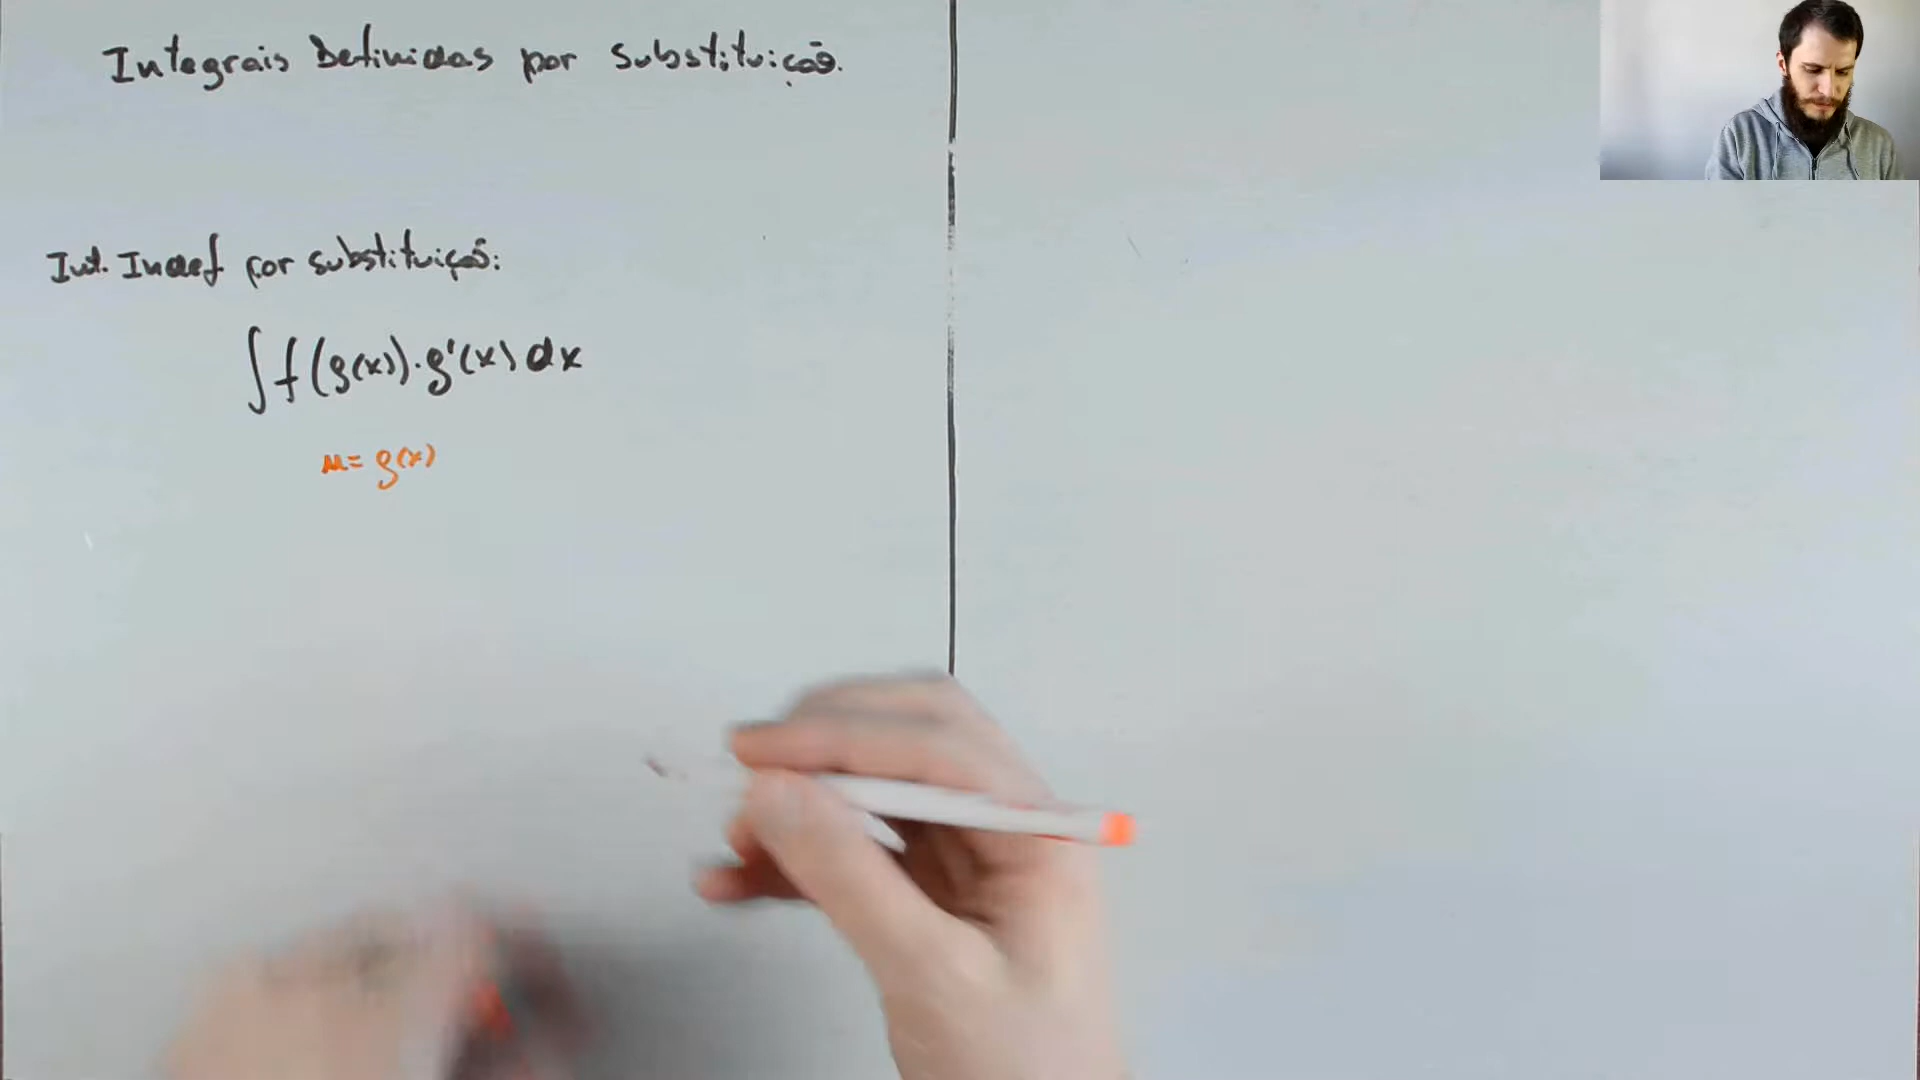 Integrais Definidas por Substituição.
Int. Indef por substituição:
∫f(g(x))·g'(x)dx
u=g(x)